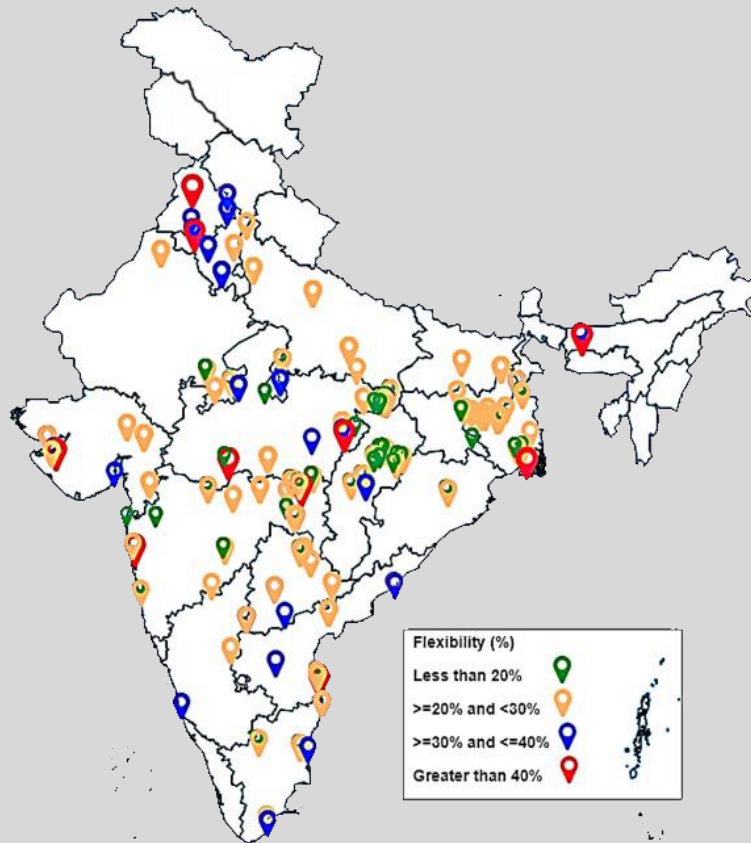 Flexibility (%)
Less than 20%
>=20% and <30%
>=30% and <=40%
Greater than 40%